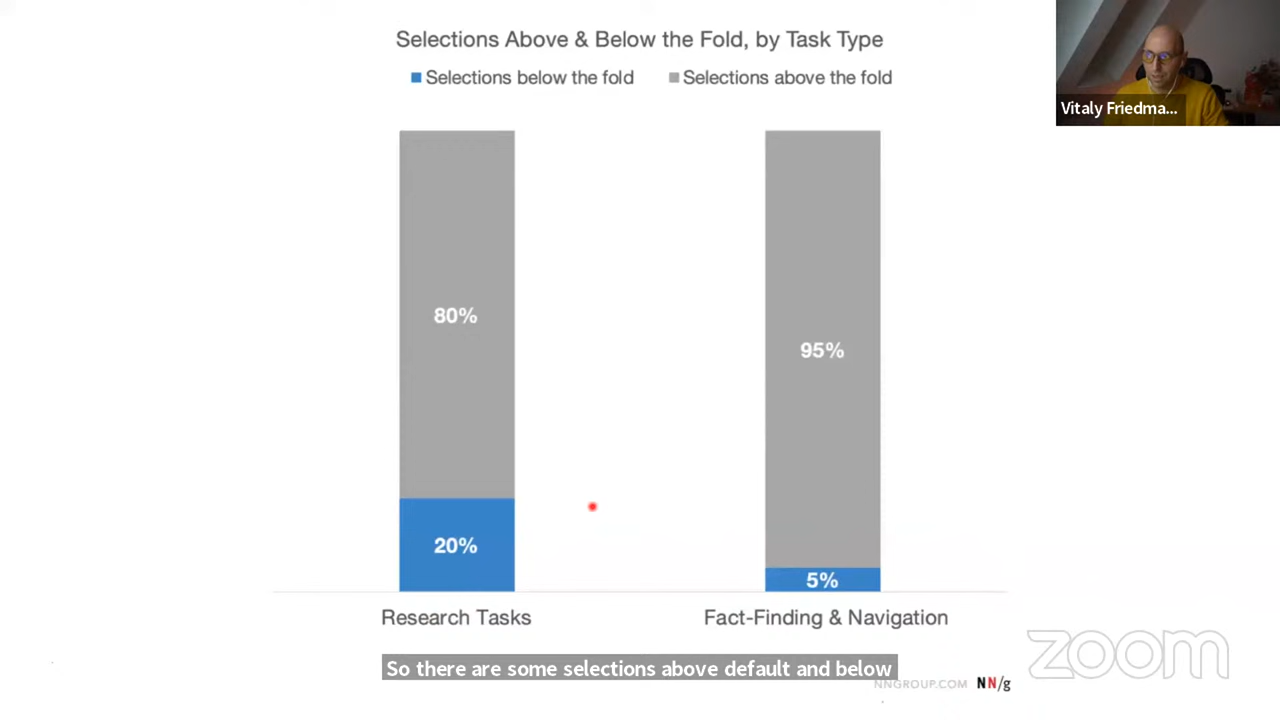 Selections Above & Below the Fold, by Task Type
Selections below the fold
Selections above the fold
Vitaly Friedma...
80%
95%
20%
5%
Research Tasks
Fact-Finding & Navigation
So there are some selections above default and below
NNGROUP.COM NN/g
zoom